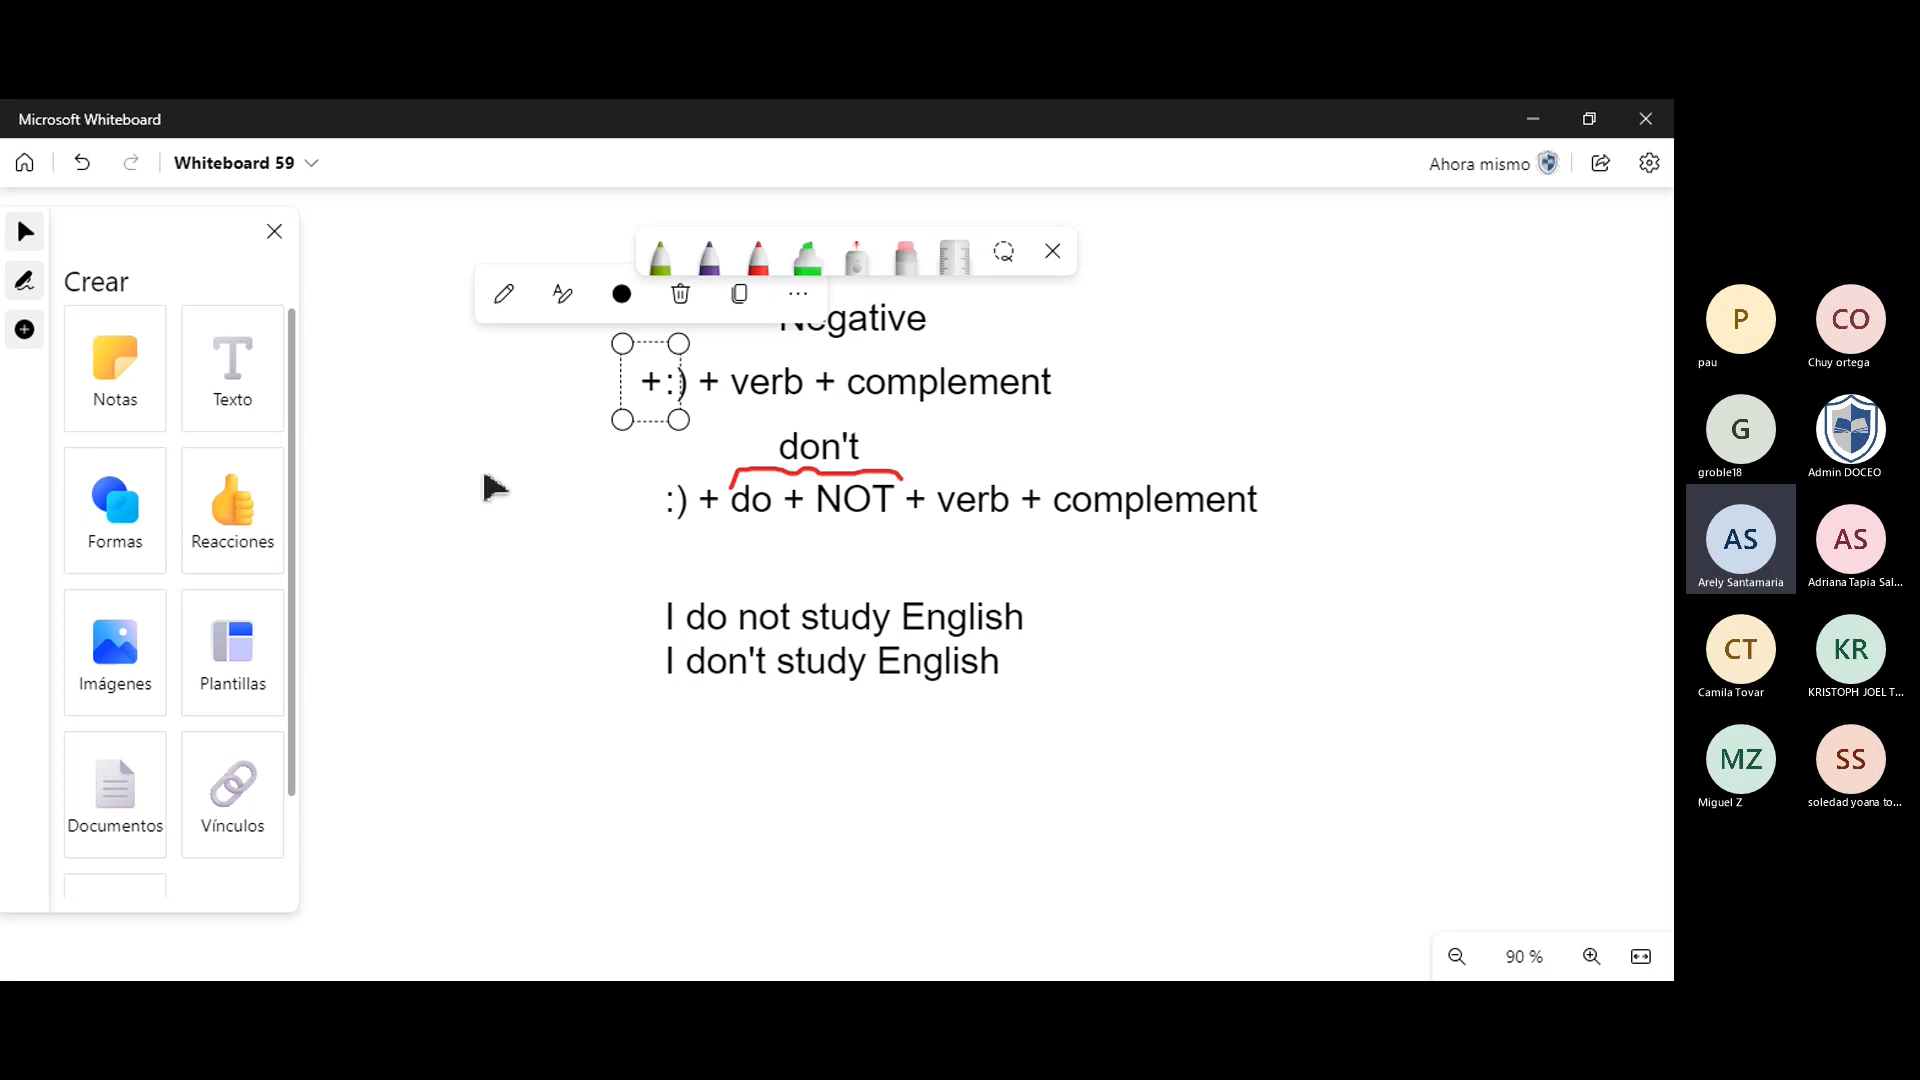 Microsoft Whiteboard
Whiteboard 59
Ahora mismo
Crear
Notas
Texto
Formas
Reacciones
Imágenes
Plantillas
Documentos
Vínculos
Negative
+ :) + verb + complement
don't
:) + do + NOT + verb + complement
I do not study English
I don't study English
90 %
P
pau
CO
Chuy ortega
G
groble18
Admin DOCEO
AS
Arely Santamaria
AS
Adriana Tapia Sal...
CT
Camila Tovar
KR
KRISTOPH JOEL T...
MZ
Miguel Z
SS
soledad yoana to...